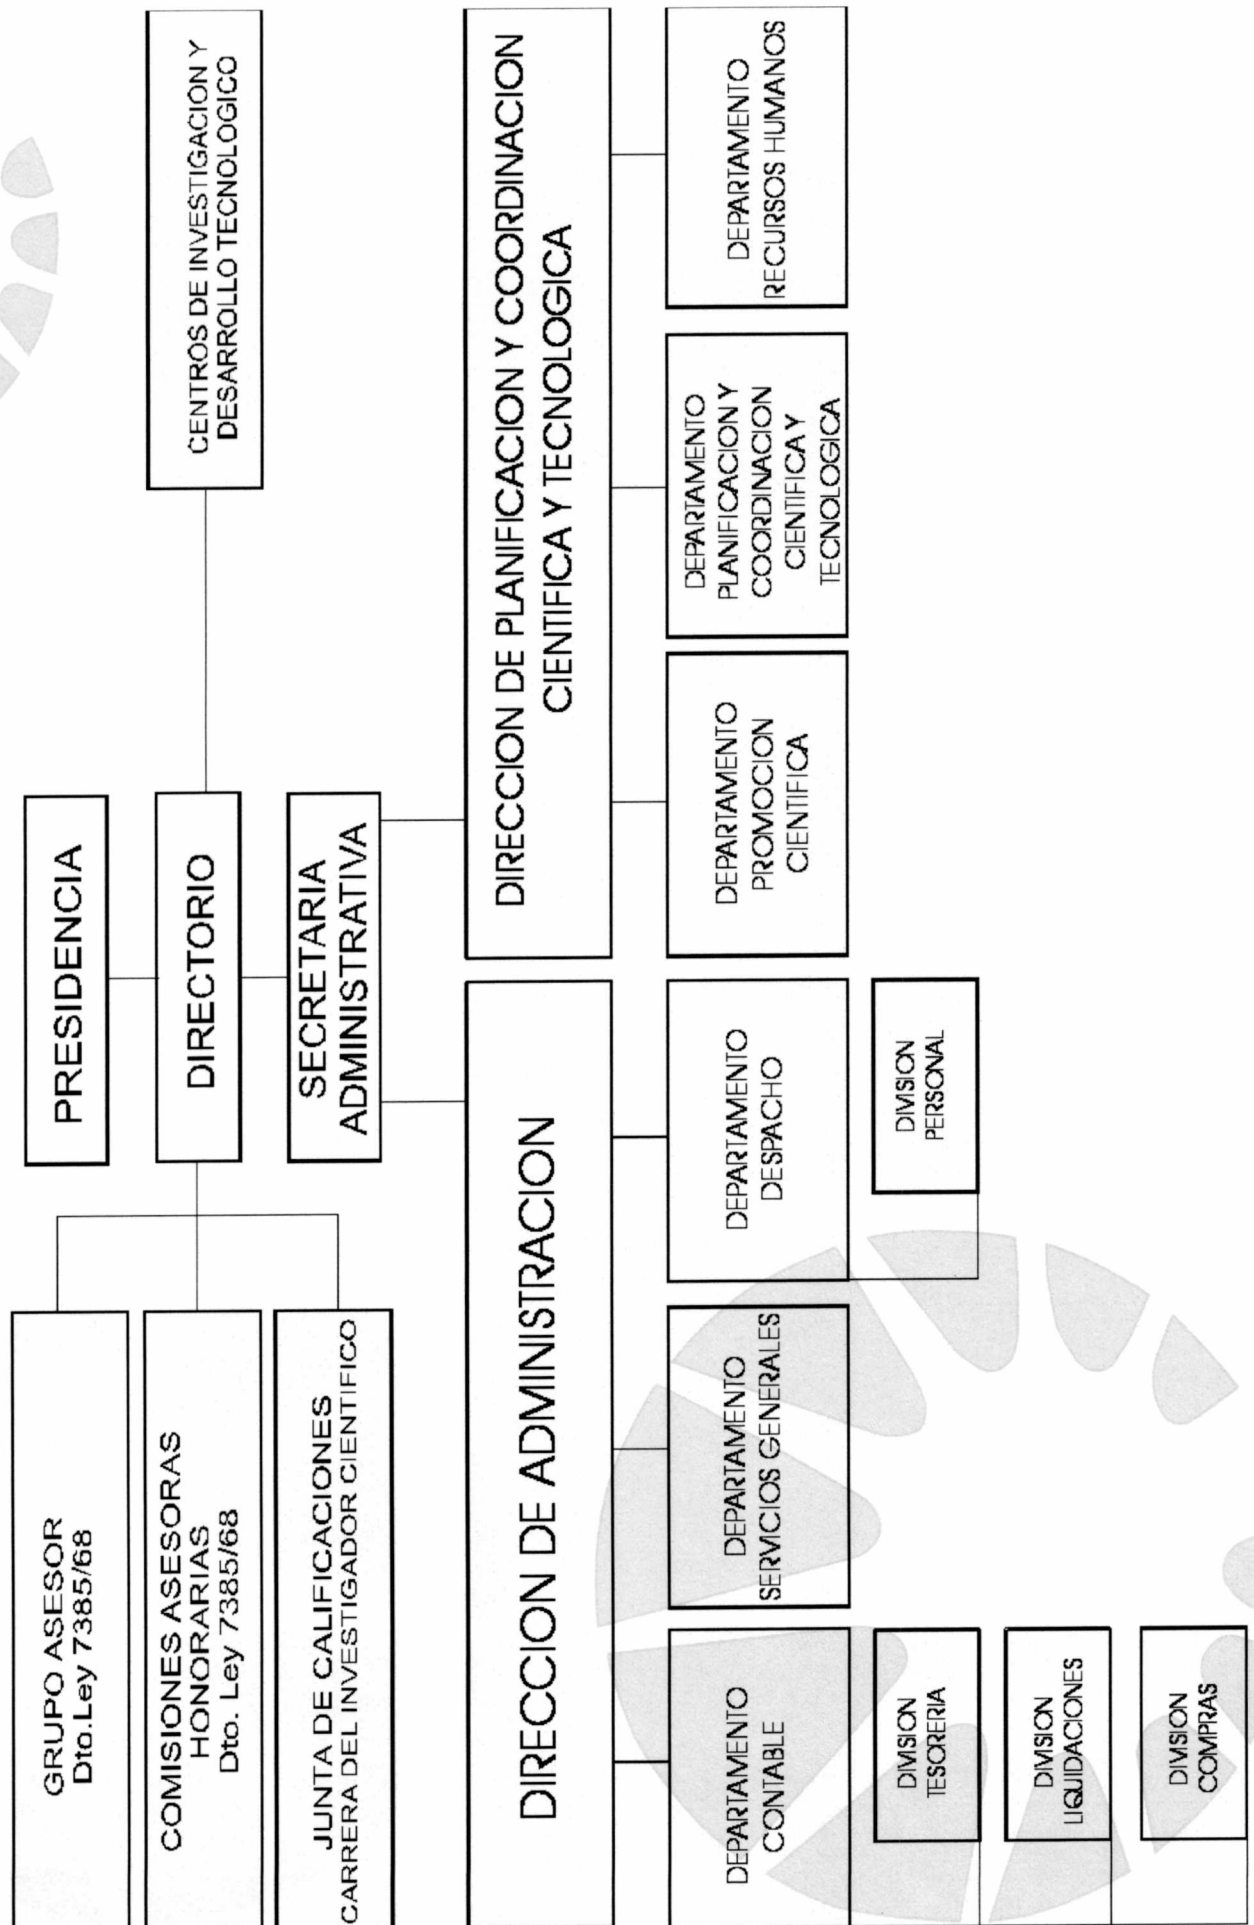 PRESIDENCIA
DIRECTORIO
SECRETARIA
ADMINISTRATIVA
GRUPO ASESOR
Dto.Ley 7385/68
COMISIONES ASESORAS
HONORARIAS
Dto. Ley 7385/68
JUNTA DE CALIFICACIONES
CARRERA DEL INVESTIGADOR CIENTIFICO
CENTROS DE INVESTIGACION Y
DESARROLLO TECNOLOGICO
DIRECCION DE ADMINISTRACION
DIRECCION DE PLANIFICACION Y COORDINACION
CIENTIFICA Y TECNOLOGICA
DEPARTAMENTO
CONTABLE
DEPARTAMENTO
SERVICIOS GENERALES
DEPARTAMENTO
DESPACHO
DEPARTAMENTO
PROMOCION
CIENTIFICA
DEPARTAMENTO
PLANIFICACION Y
COORDINACION
CIENTIFICA Y
TECNOLOGICA
DEPARTAMENTO
RECURSOS HUMANOS
DIVISION
TESORERIA
DIVISION
LIQUIDACIONES
DIVISION
COMPRAS
DIVISION
PERSONAL